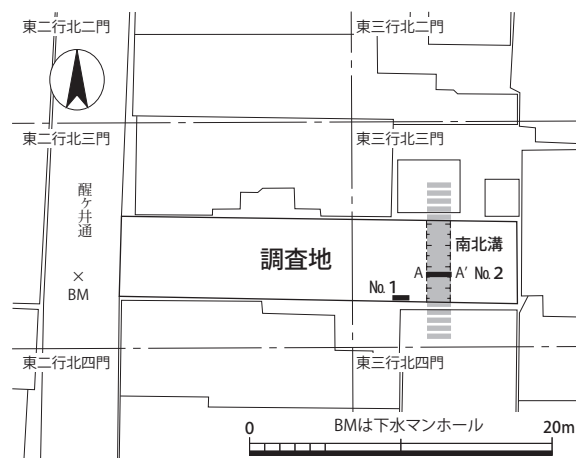 東二行北二門
東三行北二門
東二行北三門
東三行北三門
醒ヶ井通
×
BM
調査地
南北溝
A
A′ No. 2
No. 1
東二行北四門
東三行北四門
BMは下水マンホール
0
20m